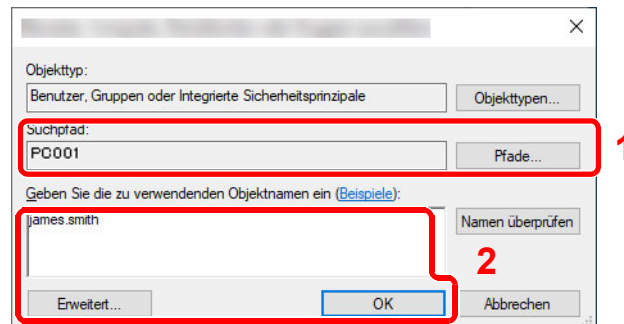 Objekttyp:
Benutzer, Gruppen oder Integrierte Sicherheitsprinzipale
Objekttypen...
Suchpfad:
PC001
Pfade...
1
Geben Sie die zu verwendenden Objektnamen ein (Beispiele):
james.smith
Namen überprüfen
2
Erweitert...
OK
Abbrechen